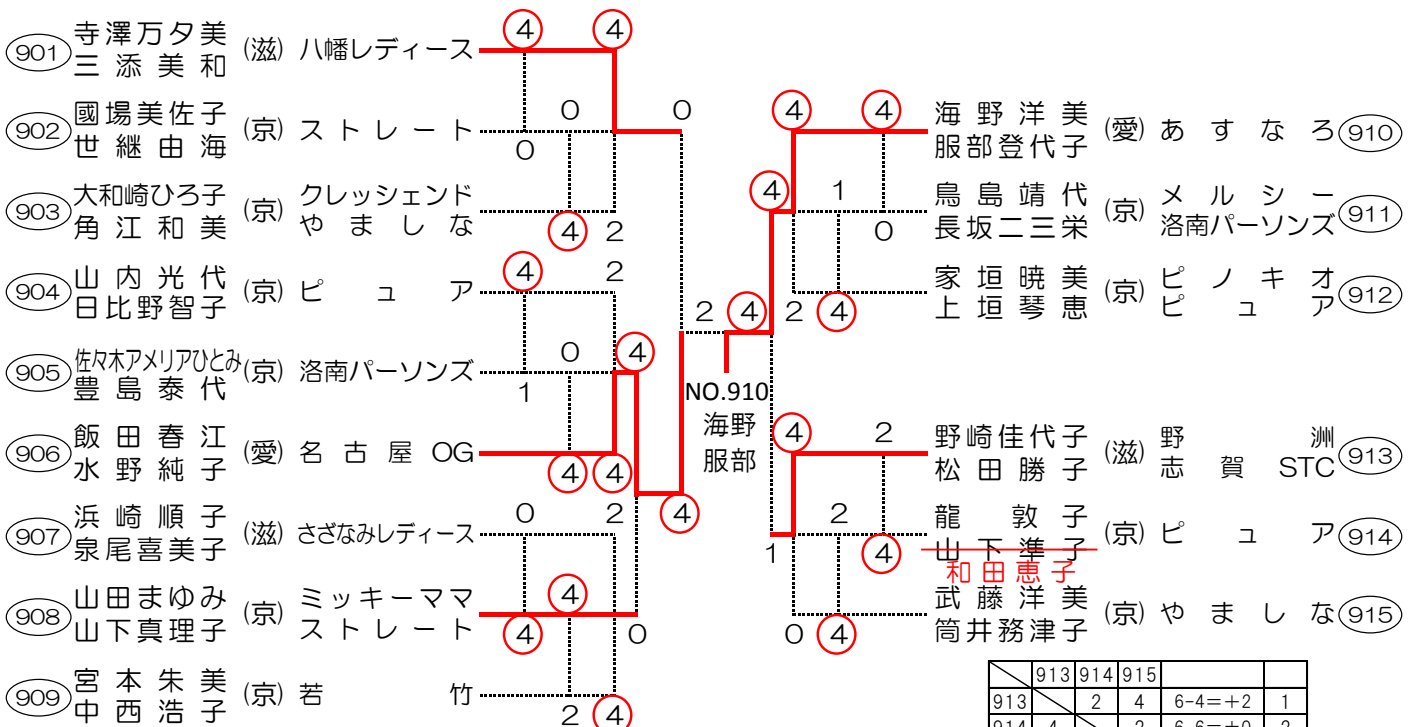 901 寺澤万夕美 (滋) 八幡レディース 4 4
三添美和
902 國場美佐子 (京) ストレート 0 0 0
世継由海 0
903 大和崎ひろ子 (京) クレッシェンド
角江和美 やましな 4 2
904 山内光代 (京) ピュア 4 2
日比野智子
905 佐々木アメリアひとみ (京) 洛南パーソンズ 0 4
豊島泰代 1
906 飯田春江 (愛) 名古屋OG
水野純子 4 4
907 浜崎順子 (滋) さざなみレディース 0 2 4
泉尾喜美子
908 山田まゆみ (京) ミッキーママ 4
山下真理子 ストレート 4 0
909 宮本朱美 (京) 若竹
中西浩子 2 4
2 4
NO.910
海野
服部
4 4 海野洋美 (愛) あすなろ 910
服部登代子
4 1 鳥島靖代 (京) メルシー 911
0 長坂二三栄 洛南パーソンズ
家垣暁美 (京) ピノキオ 912
2 4 上垣琴恵 ピュア
4 2 野崎佳代子 (滋) 野洲 913
松田勝子 志賀STC
2 龍敦子 (京) ピュア 914
1 4 山下準子
和田恵子
武藤洋美 (京) やましな 915
0 4 筒井務津子
913 914 915
913 2 4 6-4=+2 1
914 4 2 6-6=+0 2